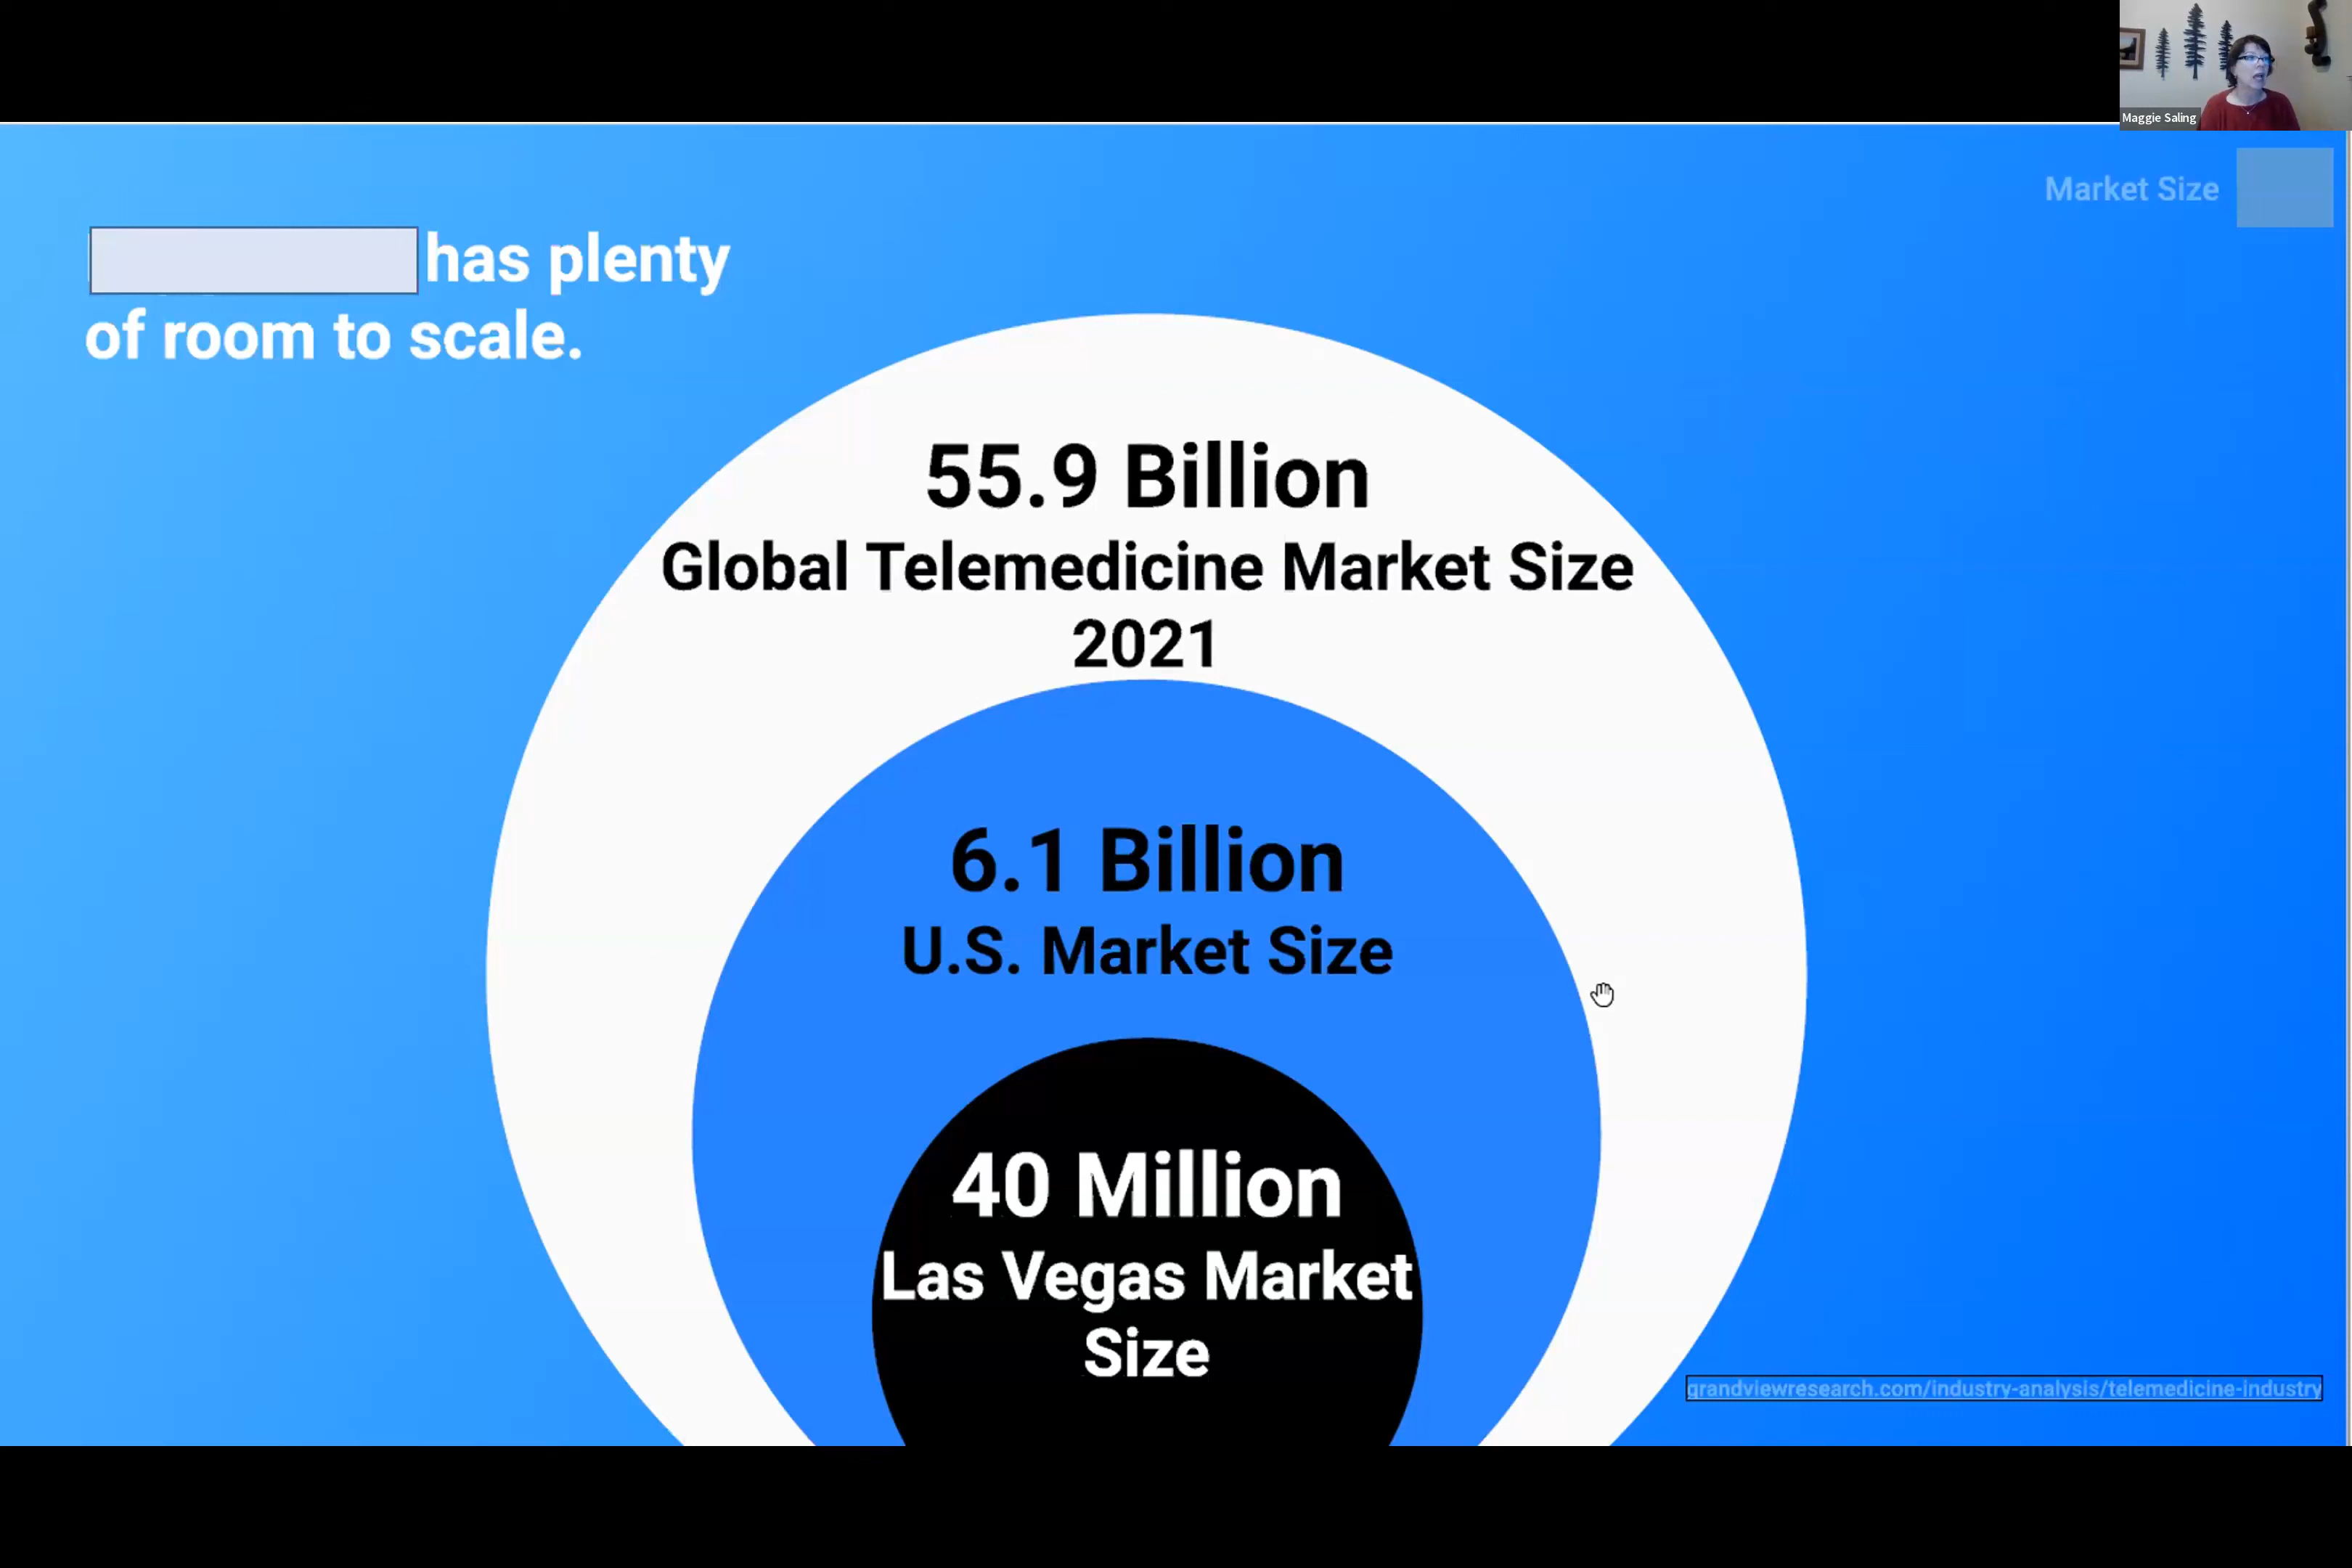 Maggie Saling
Market Size
has plenty
of room to scale.
55.9 Billion
Global Telemedicine Market Size
2021
6.1 Billion
U.S. Market Size
40 Million
Las Vegas Market
Size
grandviewresearch.com/industry-analysis/telemedicine-industry